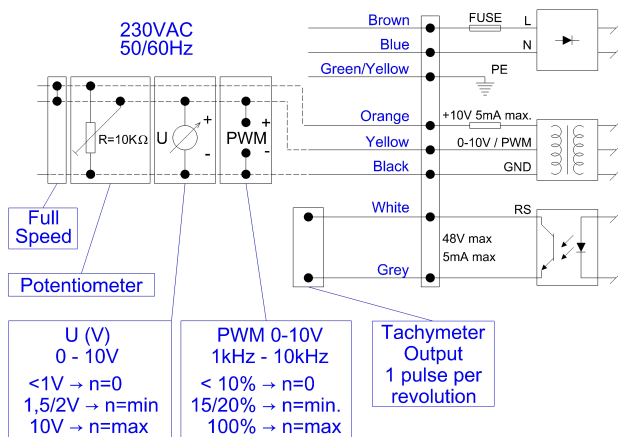 230VAC
50/60Hz
Brown
FUSE
L
Blue
N
Green/Yellow
PE
Orange
+10V 5mA max.
Yellow
0-10V / PWM
Black
GND
White
RS
48V max
5mA max
Grey
R=10KΩ
U
+
-
+
PWM
-
Full
Speed
Potentiometer
U (V)
0 - 10V
<1V → n=0
1,5/2V → n=min
10V → n=max
PWM 0-10V
1kHz - 10kHz
< 10% → n=0
15/20% → n=min.
100% → n=max
Tachymeter
Output
1 pulse per
revolution